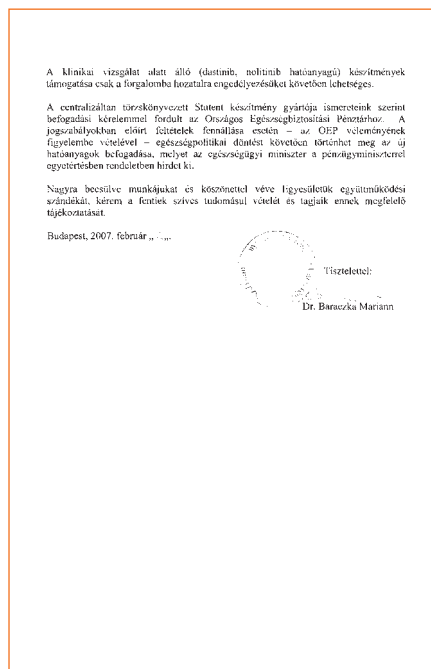 A klinikai vizsgálat alatt álló (dastinib, nolitinib hatóanyagú) készítmények
támogatása csak a forgalomba hozatalra engedélyezésüket követően lehetséges.
A centralizáltan törzskönyvezett Statent készítmény gyártója ismereteink szerint
befogadási kérelemmel fordult az Országos Egészségbiztosítási Pénztárhoz. A
jogszabályokban előírt feltételek fennállása esetén – az OEP véleményének
figyelembe vételével – egészségpolitikai döntést követően történhet meg az új
hatóanyagok befogadása, melyet az egészségügyi miniszter a pénzügyminiszterrel
egyetértésben rendeletben hirdet ki.
Nagyra becsülve munkájukat és köszönettel véve figyesületük együttműködési
szándékát, kérem a fentiek szíves tudomásul vételét és tagjaik ennek megfelelő
tájékoztatását.
Budapest, 2007. február „
Tisztelettel:
Dr. Baraczka Mariann